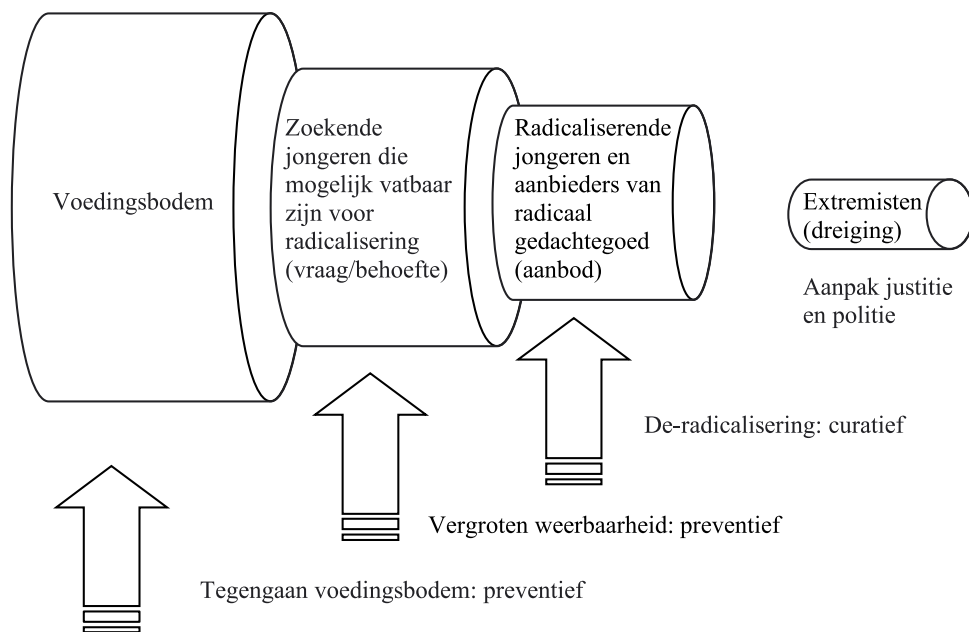 Voedingsbodem
Zoekende
jongeren die
mogelijk vatbaar
zijn voor
radicalisering
(vraag/behoefte)
Radicaliserende
jongeren en
aanbieders van
radicaal
gedachtegoed
(aanbod)
Extremisten
(dreiging)
Aanpak justitie
en politie
De-radicalisering: curatief
Vergroten weerbaarheid: preventief
Tegengaan voedingsbodem: preventief